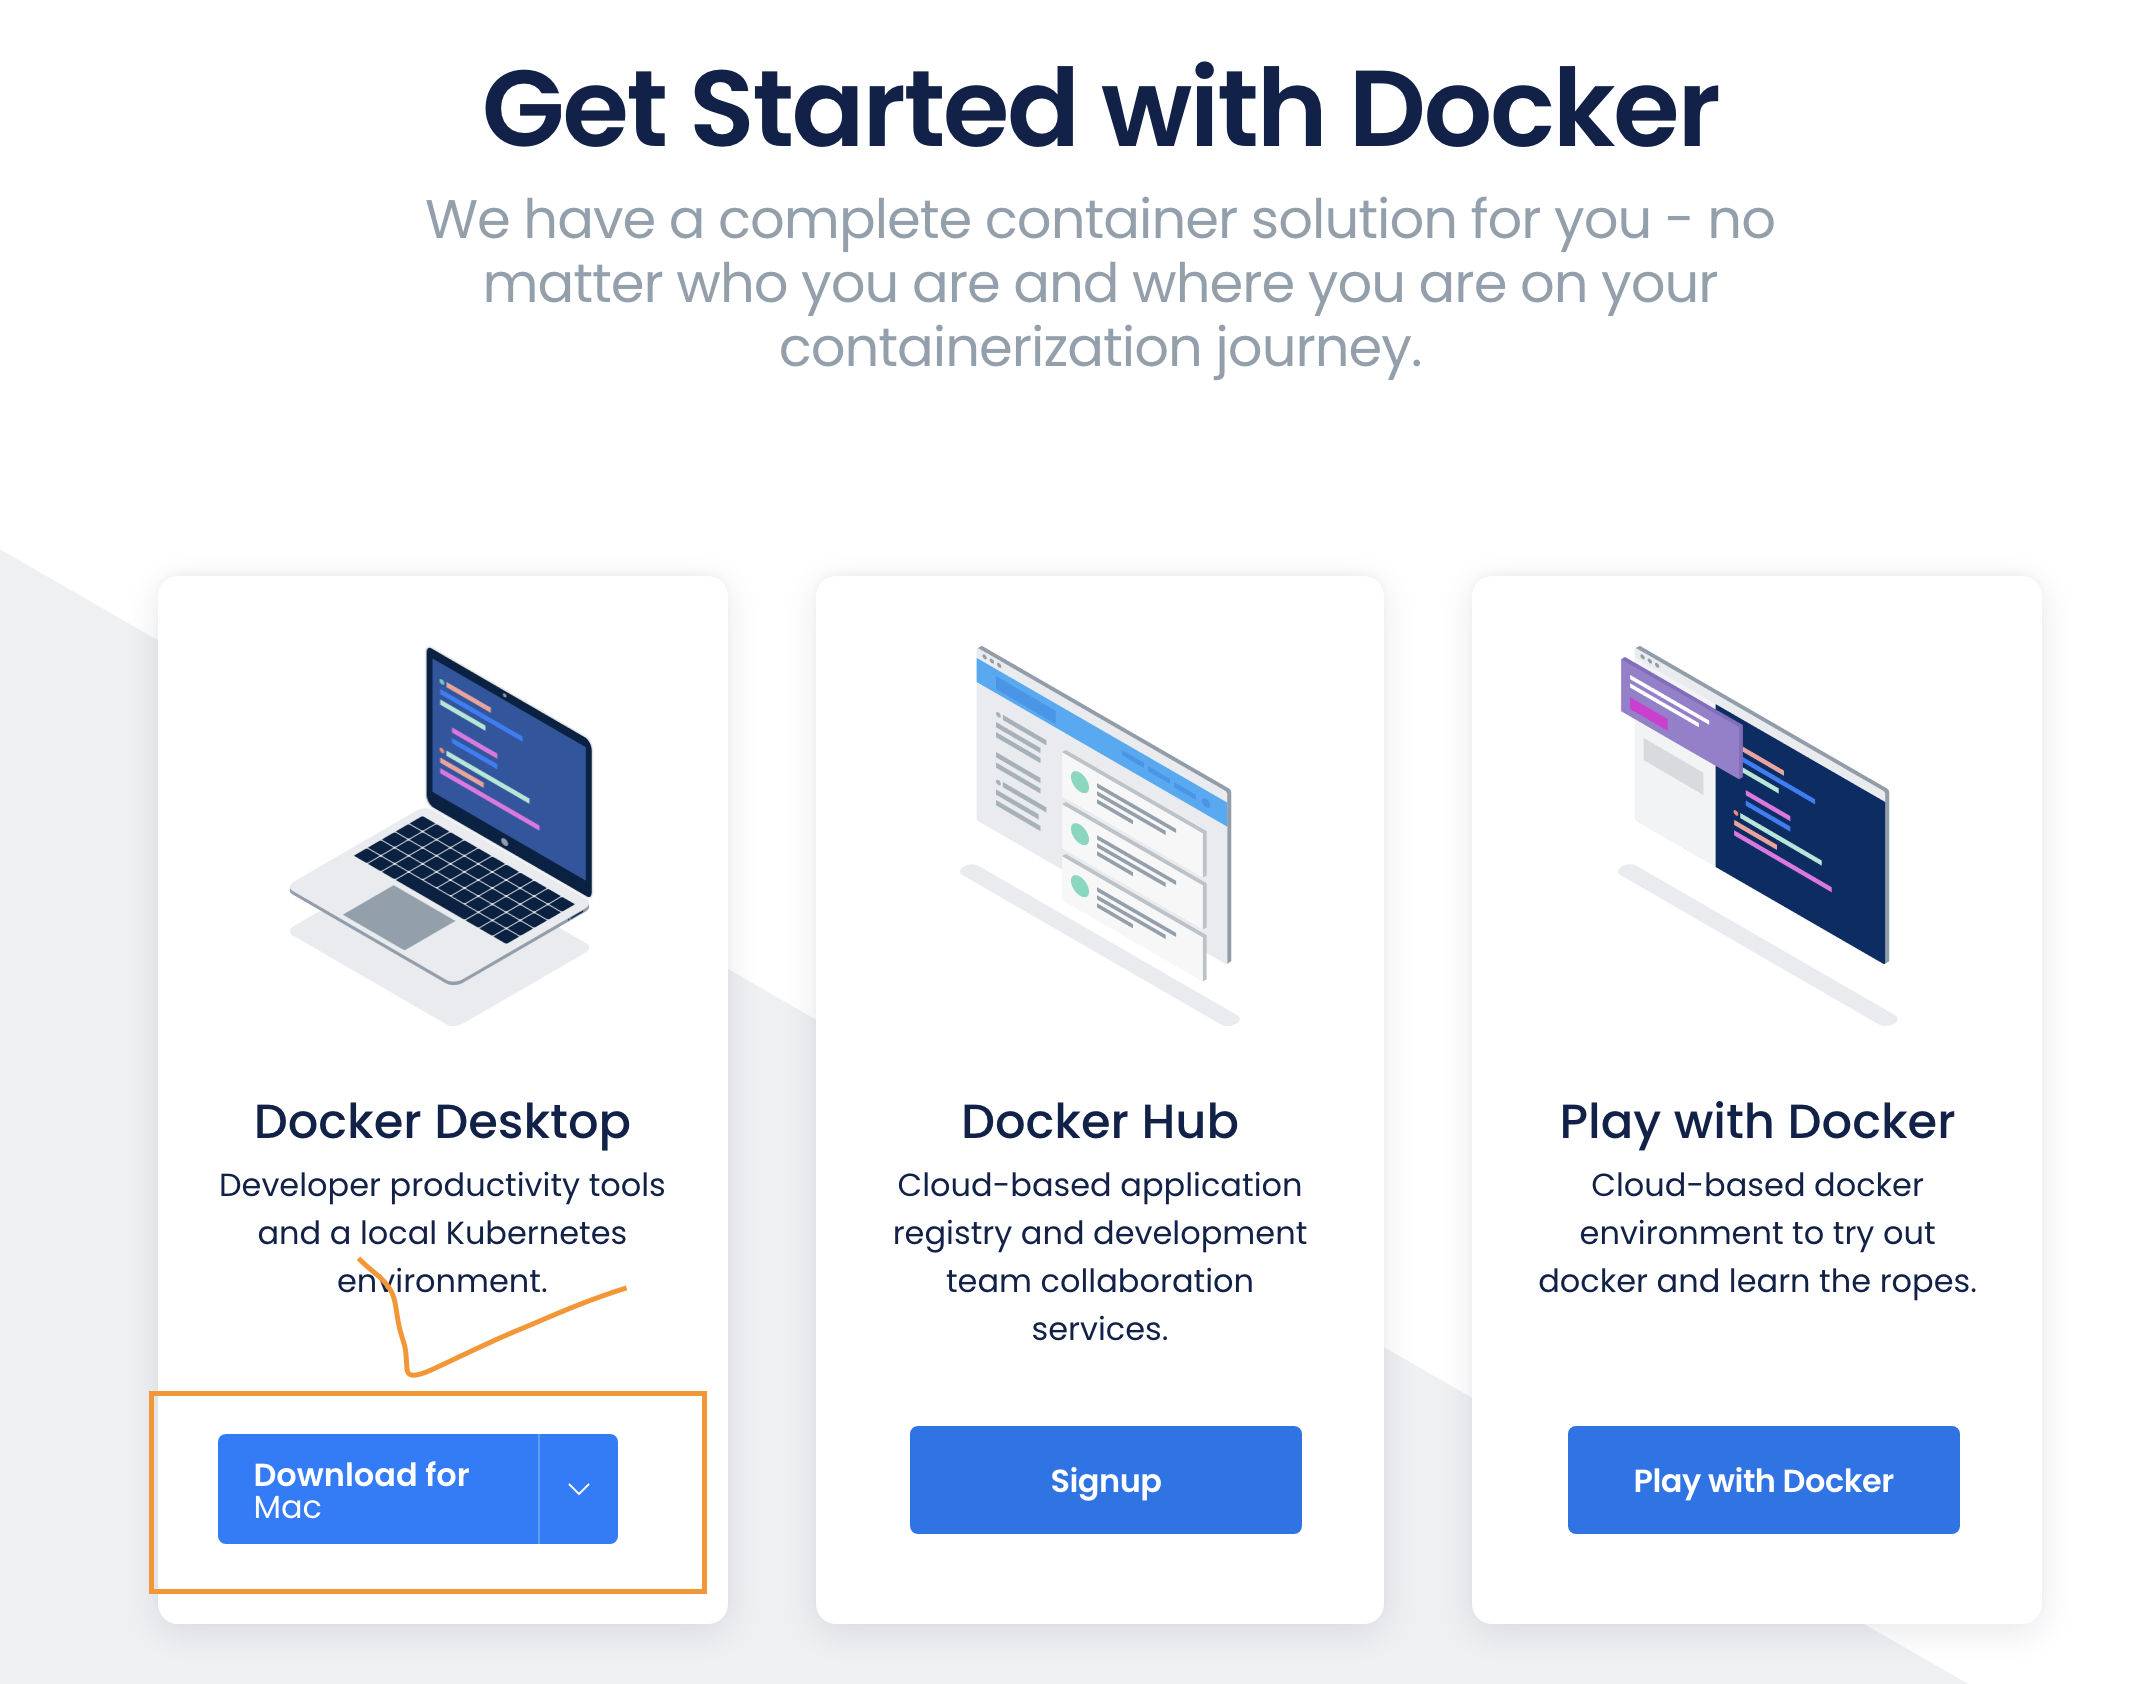 Get Started with Docker
We have a complete container solution for you - no
matter who you are and where you are on your
containerization journey.
Docker Desktop
Developer productivity tools
and a local Kubernetes
environment.
Download for
Mac
Docker Hub
Cloud-based application
registry and development
team collaboration
services.
Signup
Play with Docker
Cloud-based docker
environment to try out
docker and learn the ropes.
Play with Docker